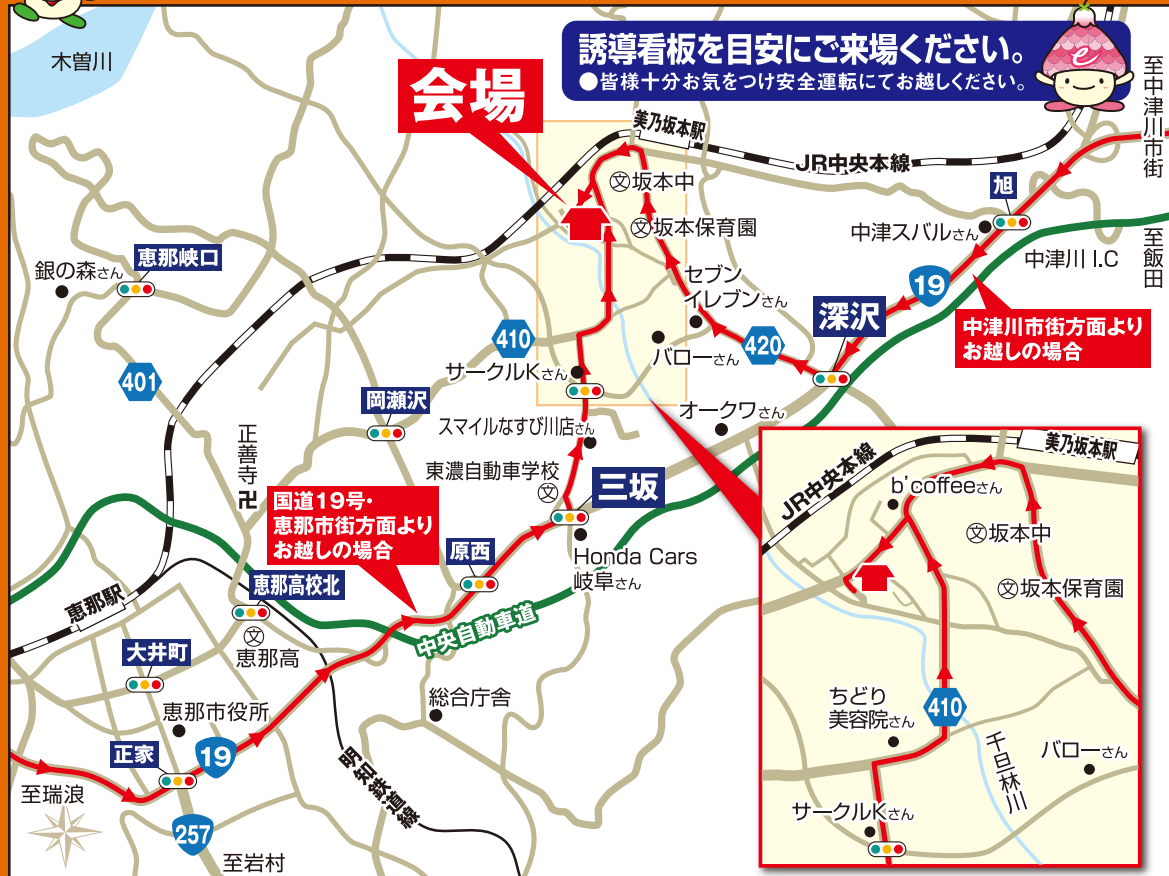 誘導看板を目安にご来場ください。
●皆様十分お気をつけ安全運転にてお越しください。
e
木曽川
会場
美乃坂本駅
JR中央本線
至中津川市街
文坂本中
旭
文坂本保育園
中津スバルさん
中津川I.C
至飯田
恵那峡口
銀の森さん
セブン
イレブンさん
19
深沢
中津川市街方面より
お越しの場合
410
バローさん
420
401
サークルKさん
岡瀬沢
オークワさん
スマイルなすび川店さん
正善寺卍
東濃自動車学校
文
三坂
国道19号・
恵那市街方面より
お越しの場合
原西
Honda Cars
岐阜さん
恵那高校北
恵那駅
中央自動車道
文
恵那高
大井町
総合庁舎
恵那市役所
正家
19
明知鉄道線
至瑞浪
257
至岩村
美乃坂本駅
JR中央本線
b'coffeeさん
文坂本中
文坂本保育園
ちどり
美容院さん
410
千旦林川
バローさん
サークルKさん